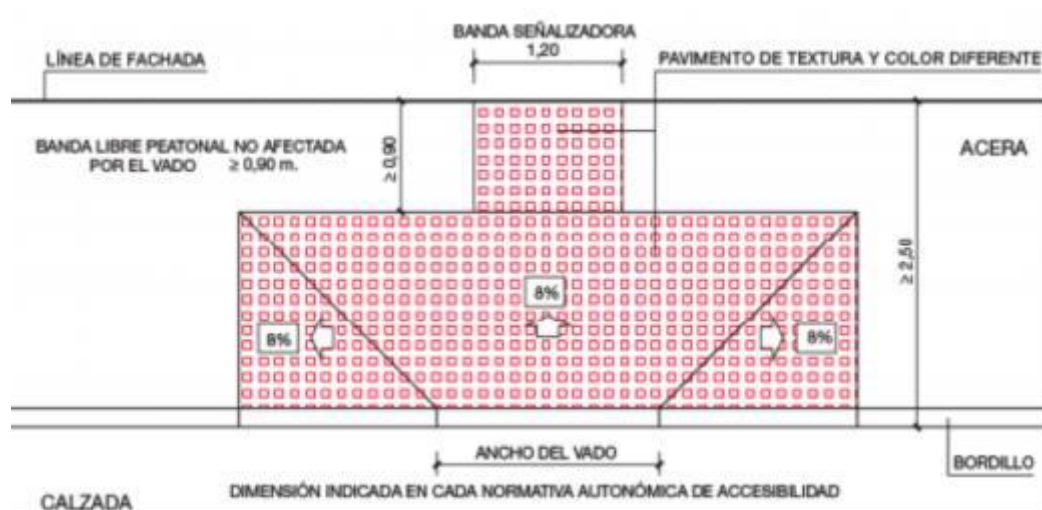 BANDA SEÑALIZADORA
1,20
LÍNEA DE FACHADA
PAVIMENTO DE TEXTURA Y COLOR DIFERENTE
BANDA LIBRE PEATONAL NO AFECTADA
POR EL VADO ≥ 0,90 m.
≥ 0,90
ACERA
≥ 2,50
8%
8%
8%
ANCHO DEL VADO
BORDILLO
DIMENSIÓN INDICADA EN CADA NORMATIVA AUTONÓMICA DE ACCESIBILIDAD
CALZADA